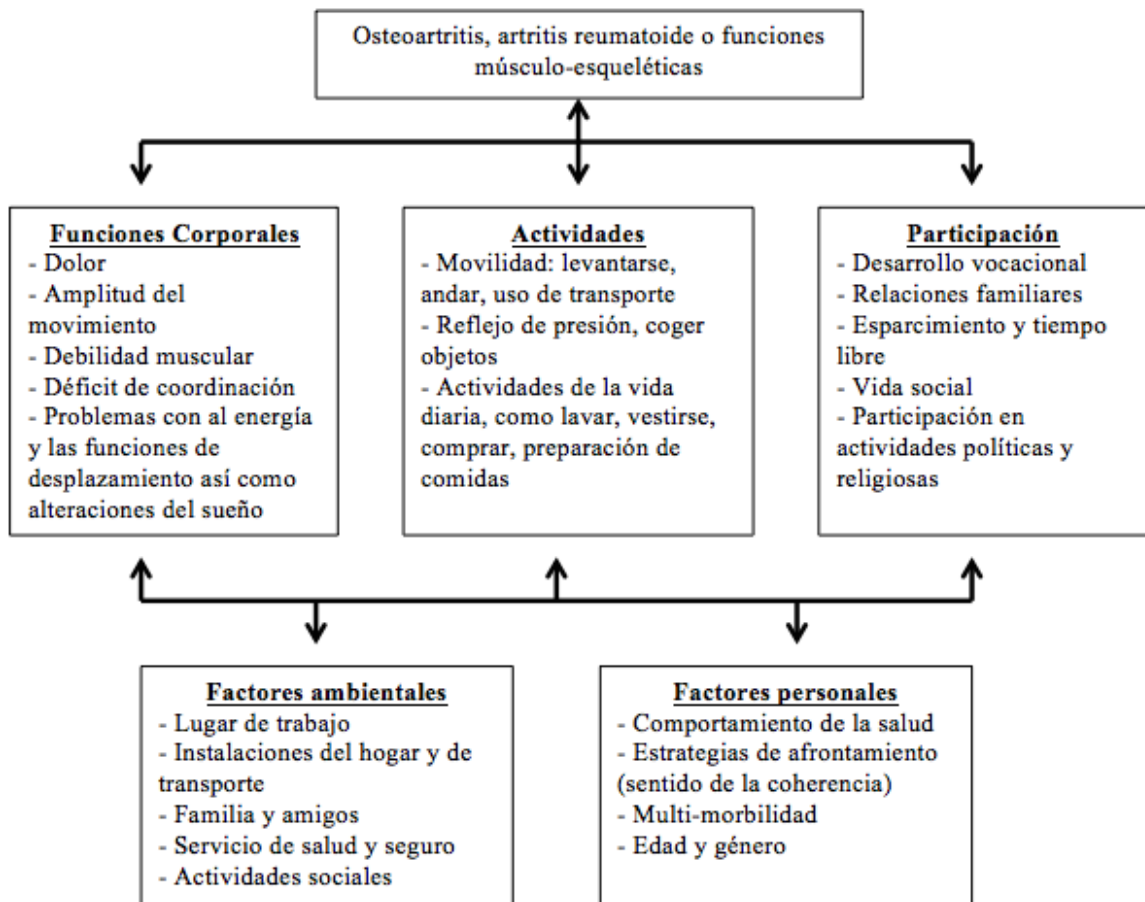 Osteoartritis, artritis reumatoide o funciones
músculo-esqueléticas
Funciones Corporales
- Dolor
- Amplitud del
movimiento
- Debilidad muscular
- Déficit de coordinación
- Problemas con al energía
y las funciones de
desplazamiento así como
alteraciones del sueño
Actividades
- Movilidad: levantarse,
andar, uso de transporte
- Reflejo de presión, coger
objetos
- Actividades de la vida
diaria, como lavar, vestirse,
comprar, preparación de
comidas
Participación
- Desarrollo vocacional
- Relaciones familiares
- Esparcimiento y tiempo
libre
- Vida social
- Participación en
actividades políticas y
religiosas
Factores ambientales
- Lugar de trabajo
- Instalaciones del hogar y de
transporte
- Familia y amigos
- Servicio de salud y seguro
- Actividades sociales
Factores personales
- Comportamiento de la salud
- Estrategias de afrontamiento
(sentido de la coherencia)
- Multi-morbilidad
- Edad y género